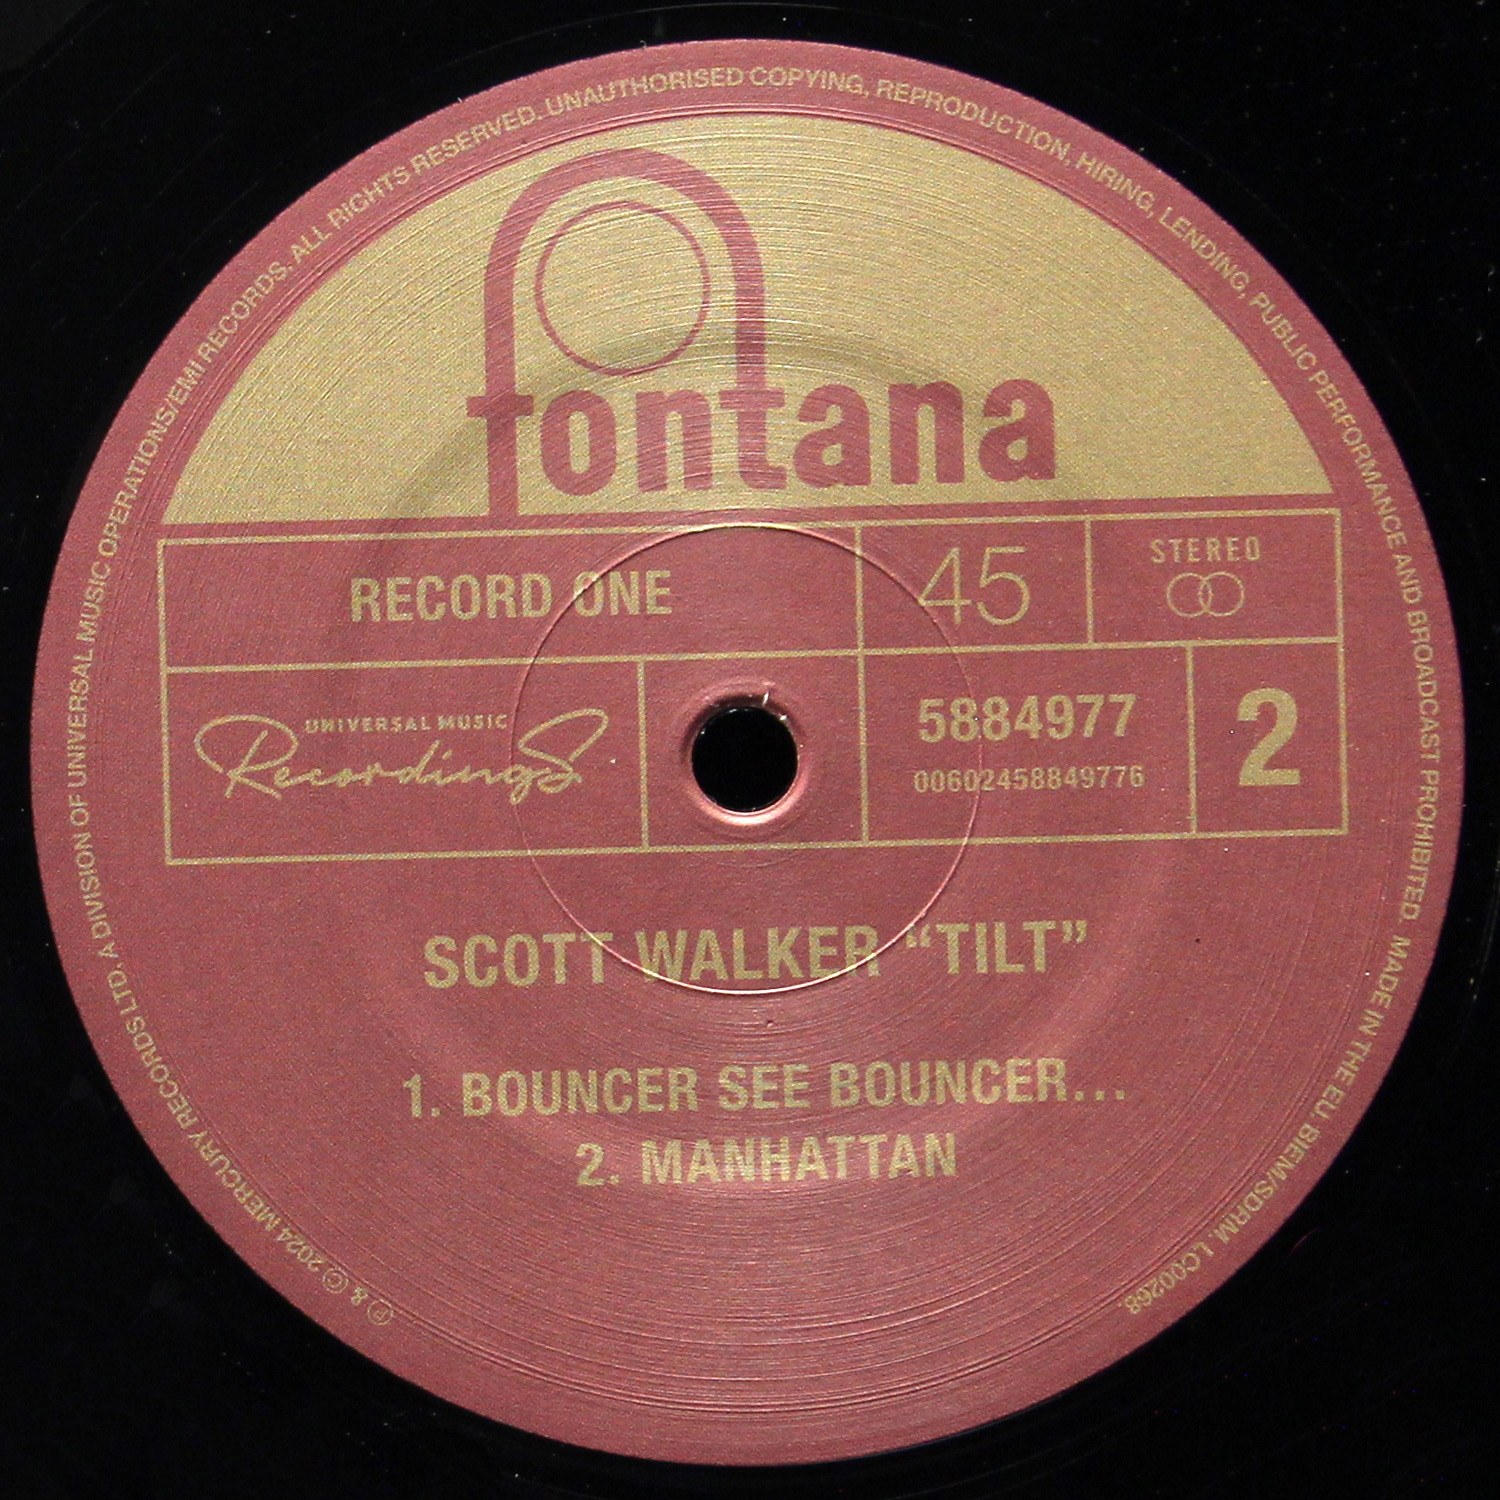 fontana
RECORD ONE
45
STEREO
UNIVERSAL MUSIC
Recordings
5884977
00602458849776
2
SCOTT WALKER “TILT”
1. BOUNCER SEE BOUNCER...
2. MANHATTAN
Ⓟ & © 2024 MERCURY RECORDS LTD. A DIVISION OF UNIVERSAL MUSIC OPERATIONS/EMI RECORDS. ALL RIGHTS RESERVED. UNAUTHORISED COPYING, REPRODUCTION, HIRING, LENDING, PUBLIC PERFORMANCE AND BROADCAST PROHIBITED. MADE IN THE EU. BIEM/SDRM. LC00268.